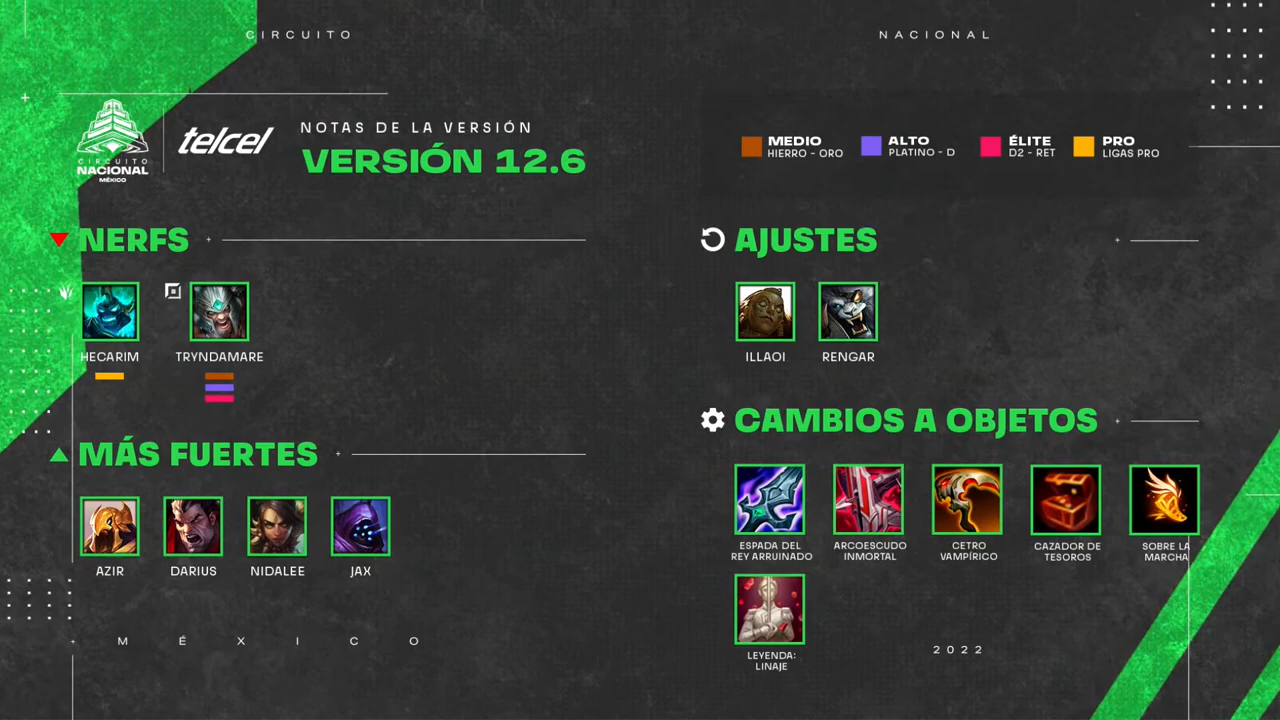 CIRCUITO
NACIONAL
CIRCUITO
NACIONAL
MÉXICO
telcel
NOTAS DE LA VERSIÓN
VERSIÓN 12.6
MEDIO
HIERRO - ORO
ALTO
PLATINO - D
ÉLITE
D2 - RET
PRO
LIGAS PRO
NERFS
HECARIM
TRYNDAMARE
MÁS FUERTES
AZIR
DARIUS
NIDALEE
JAX
AJUSTES
ILLAOI
RENGAR
CAMBIOS A OBJETOS
ESPADA DEL
REY ARRUINADO
ARCOESCUDO
INMORTAL
CETRO
VAMPÍRICO
CAZADOR DE
TESOROS
SOBRE LA
MARCHA
LEYENDA:
LINAJE
MÉXICO
2022